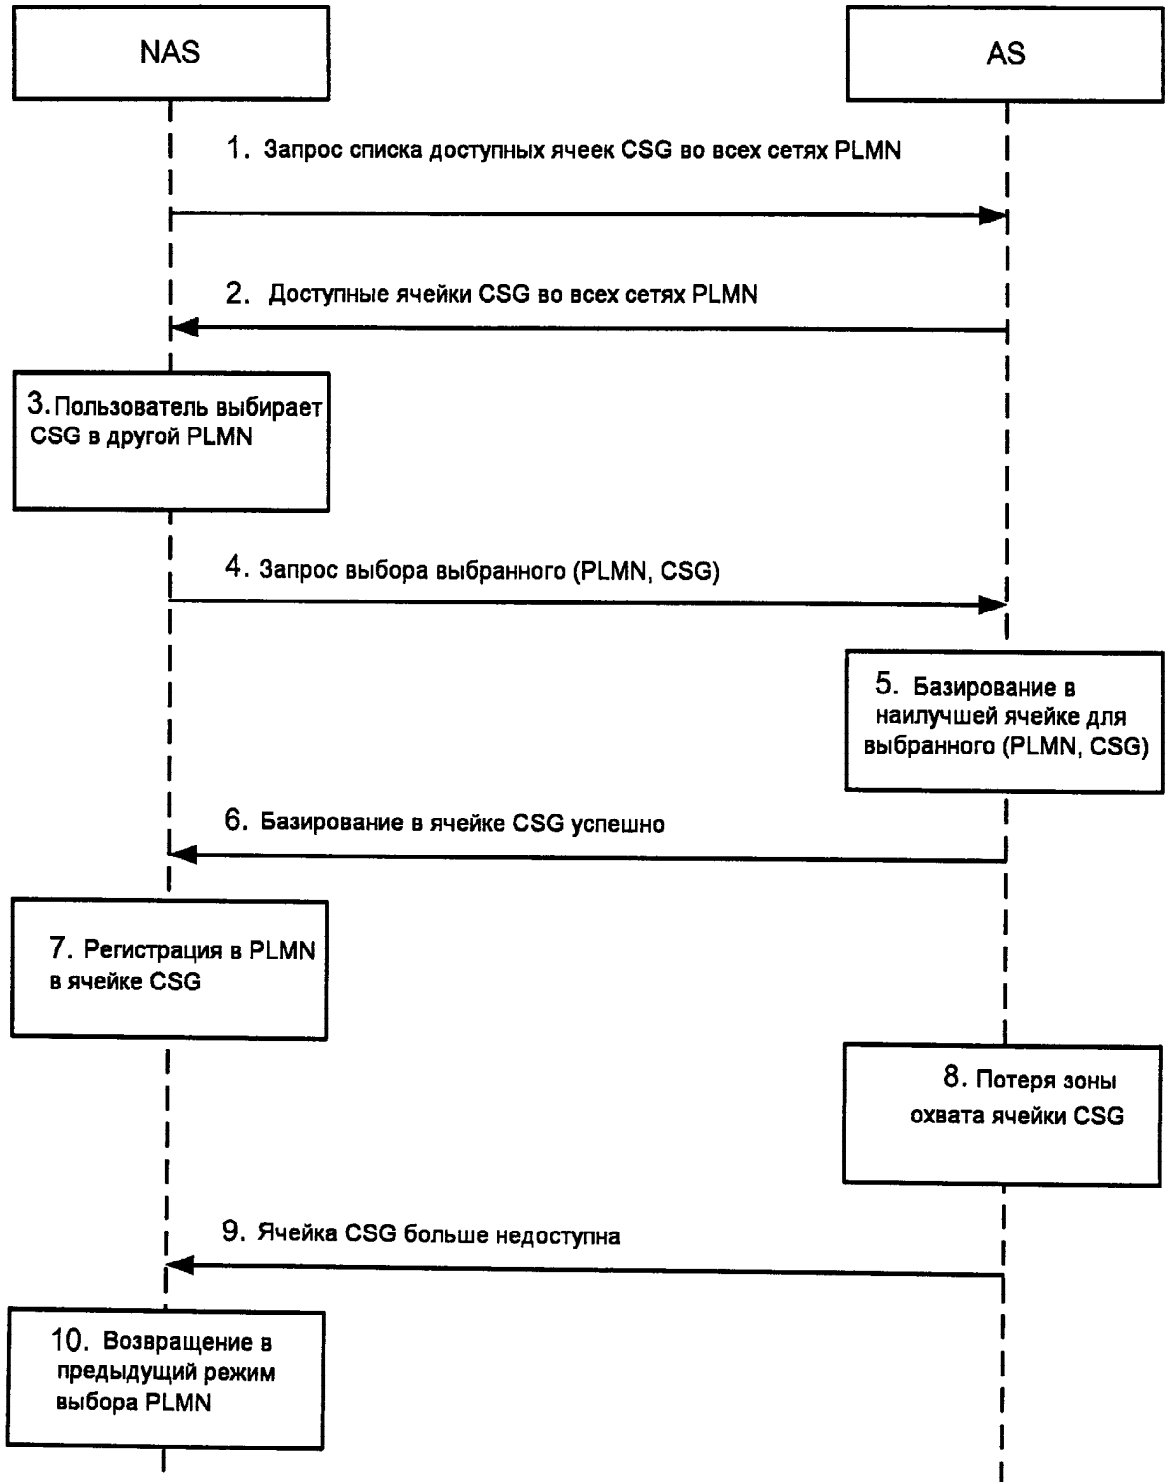 NAS
AS
1. Запрос списка доступных ячеек CSG во всех сетях PLMN
2. Доступные ячейки CSG во всех сетях PLMN
3. Пользователь выбирает
CSG в другой PLMN
4. Запрос выбора выбранного (PLMN, CSG)
5. Базирование в
наилучшей ячейке для
выбранного (PLMN, CSG)
6. Базирование в ячейке CSG успешно
7. Регистрация в PLMN
в ячейке CSG
8. Потеря зоны
охвата ячейки CSG
9. Ячейка CSG больше недоступна
10. Возвращение в
предыдущий режим
выбора PLMN